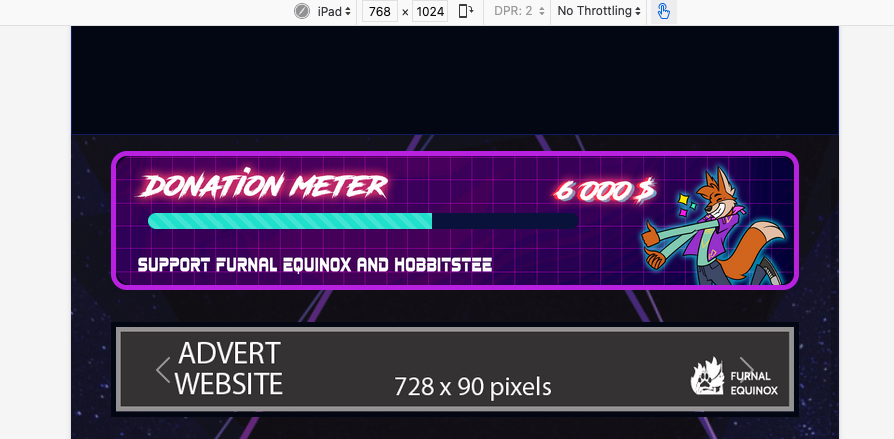 iPad 768 × 1024 DPR: 2 No Throttling
DONATION METER
6 000 $
SUPPORT FURNAL EQUINOX AND HOBBITSTEE
ADVERT
WEBSITE
728 x 90 pixels
FURNAL
EQUINOX